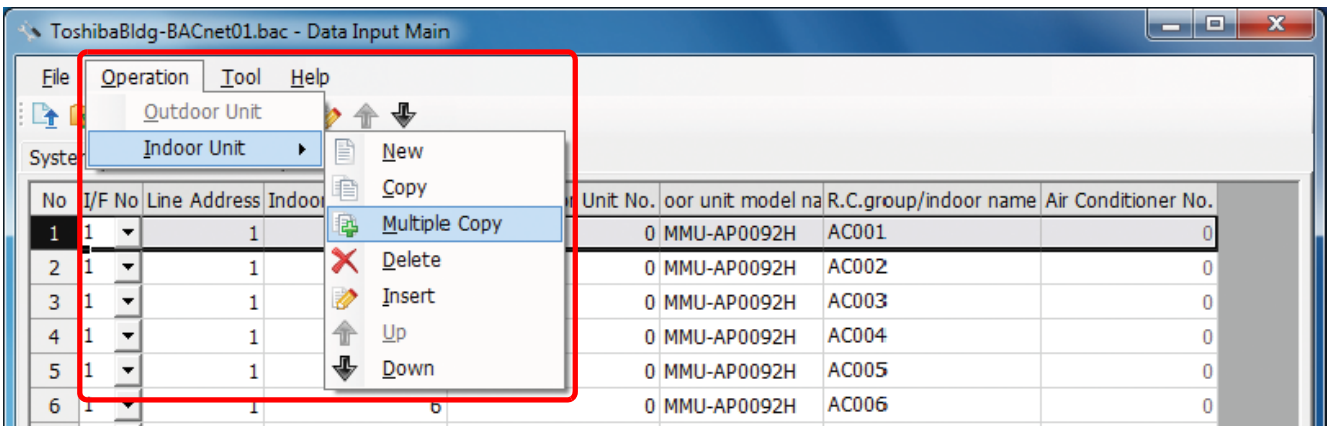 ToshibaBldg-BACnet01.bac - Data Input Main
File Operation Tool Help
Outdoor Unit
Indoor Unit
New
Copy
Multiple Copy
Delete
Insert
Up
Down
No I/F No Line Address Indoor Unit No. oor unit model na R.C.group/indoor name Air Conditioner No.
1 1 1 0 MMU-AP0092H AC001 0
2 1 1 0 MMU-AP0092H AC002 0
3 1 1 0 MMU-AP0092H AC003 0
4 1 1 0 MMU-AP0092H AC004 0
5 1 1 0 MMU-AP0092H AC005 0
6 1 1 6 0 MMU-AP0092H AC006 0